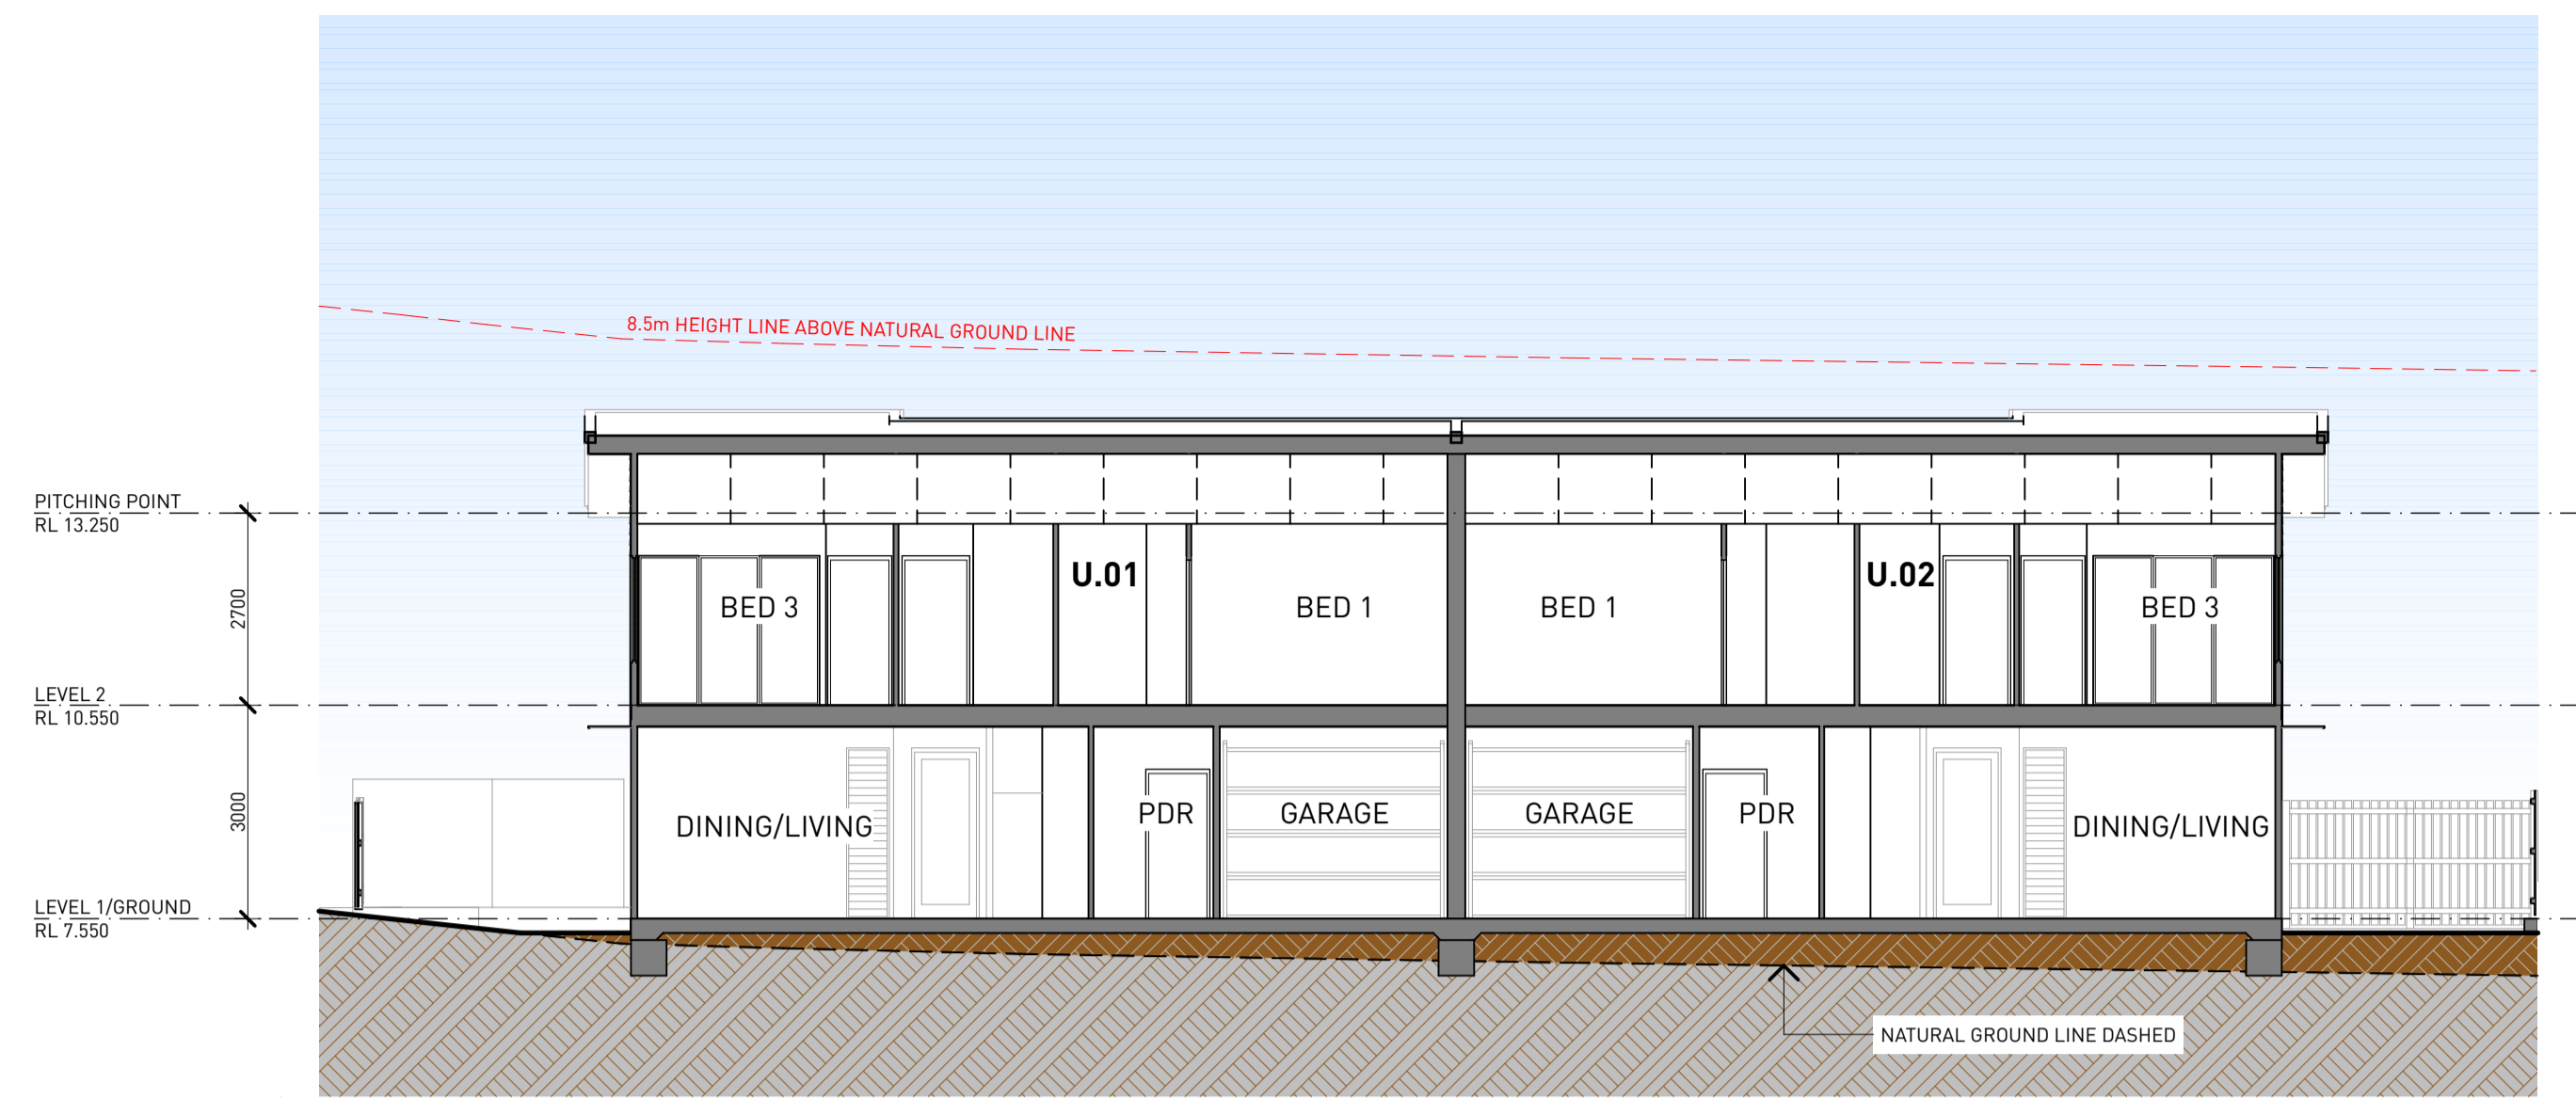 8.5m HEIGHT LINE ABOVE NATURAL GROUND LINE
PITCHING POINT
RL 13.250
2700
U.01
U.02
BED 3
BED 1
BED 1
BED 3
LEVEL 2
RL 10.550
3000
DINING/LIVING
PDR
GARAGE
GARAGE
PDR
DINING/LIVING
LEVEL 1/GROUND
RL 7.550
NATURAL GROUND LINE DASHED